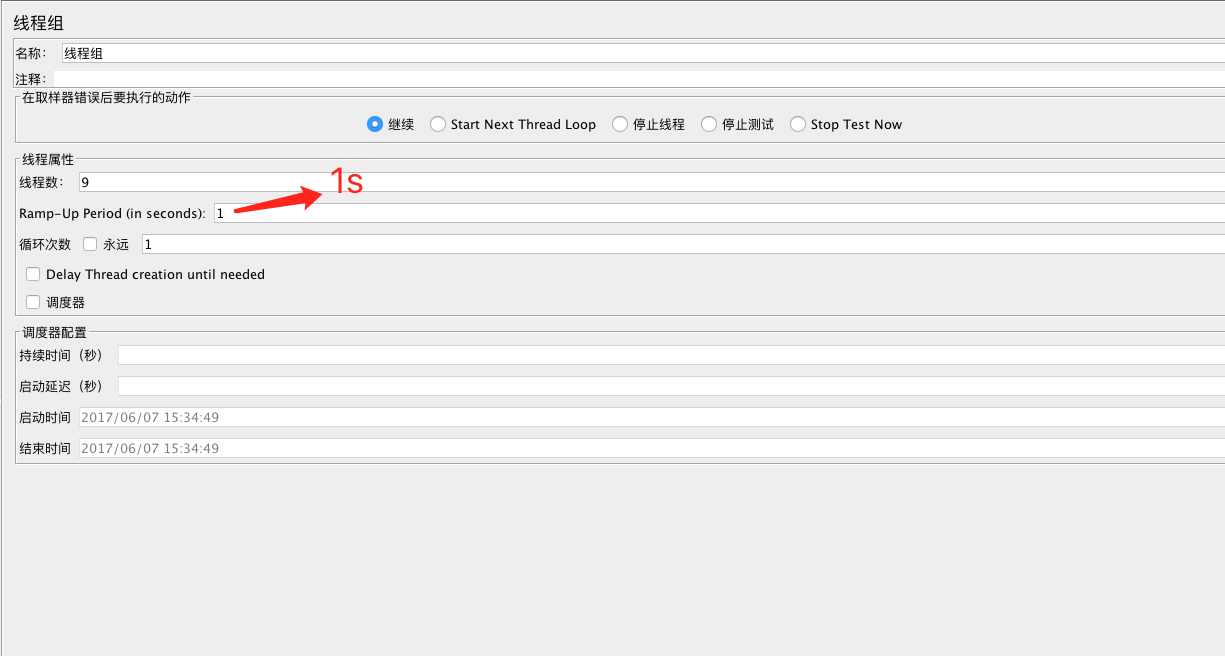 线程组
名称： 线程组
注释：
在取样器错误后要执行的动作
继续 Start Next Thread Loop 停止线程 停止测试 Stop Test Now
线程属性
线程数： 9
1s
Ramp-Up Period (in seconds): 1
循环次数 永远 1
Delay Thread creation until needed
调度器
调度器配置
持续时间（秒）
启动延迟（秒）
启动时间 2017/06/07 15:34:49
结束时间 2017/06/07 15:34:49